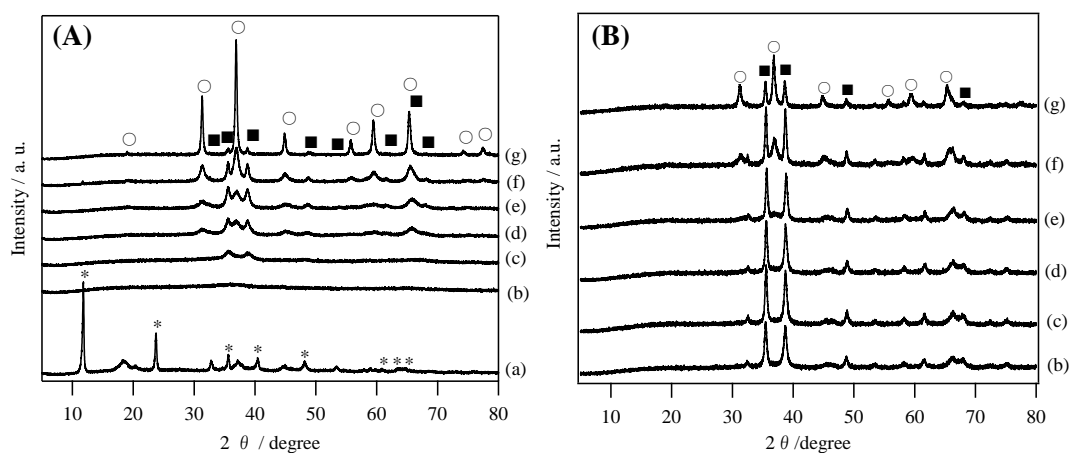 (A)
Intensity / a. u.
(g)
(f)
(e)
(d)
(c)
(b)
(a)
* * * * * * * *
10 20 30 40 50 60 70 80
2 θ / degree
(B)
Intensity / a.u.
(g)
(f)
(e)
(d)
(c)
(b)
10 20 30 40 50 60 70 80
2 θ /degree